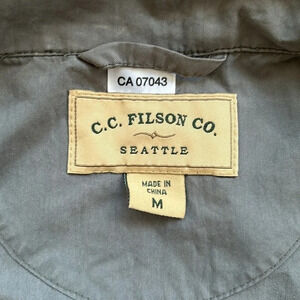 CA 07043
C.C. FILSON CO.
SEATTLE
MADE IN
CHINA
M